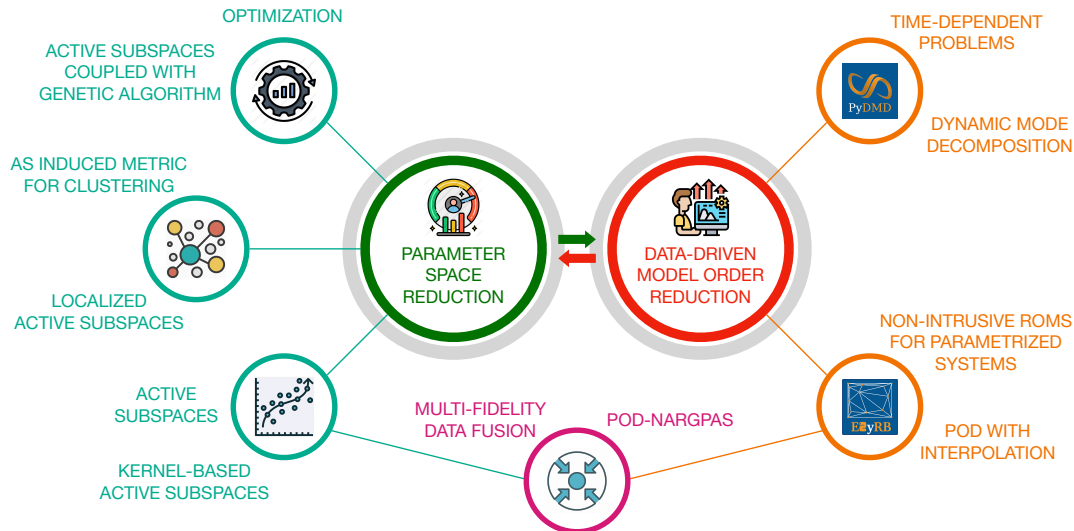 OPTIMIZATION
ACTIVE SUBSPACES
COUPLED WITH
GENETIC ALGORITHM
AS INDUCED METRIC
FOR CLUSTERING
LOCALIZED
ACTIVE SUBSPACES
ACTIVE
SUBSPACES
KERNEL-BASED
ACTIVE SUBSPACES
PARAMETER
SPACE
REDUCTION
DATA-DRIVEN
MODEL ORDER
REDUCTION
MULTI-FIDELITY
DATA FUSION
POD-NARGPAS
TIME-DEPENDENT
PROBLEMS
PyDMD
DYNAMIC MODE
DECOMPOSITION
NON-INTRUSIVE ROMS
FOR PARAMETRIZED
SYSTEMS
EZyRB
POD WITH
INTERPOLATION